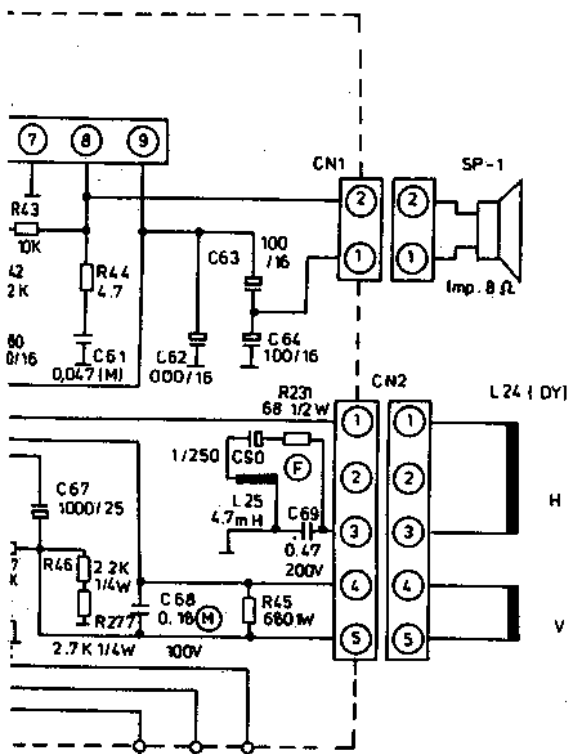 7 8 9
CN1
SP-1
2 2
R43
10K
C63
100
/16
1 1
42
2K
R44
4.7
Imp. 8 Ω
60
0/16
C61
0,047 (M)
C62
000/16
C64
100/16
R231
68 1/2W
CN2
L24 ( DY)
1 1
1/250
C50
F
2 2
C67
1000/25
L25
4.7mH
C69
0.47
200V
3 3
H
7
K
R46
2.2K
1/4W
4 4
C68
0.18
M
R45
680 1W
R277
V
2.7K 1/4W
100V
5 5